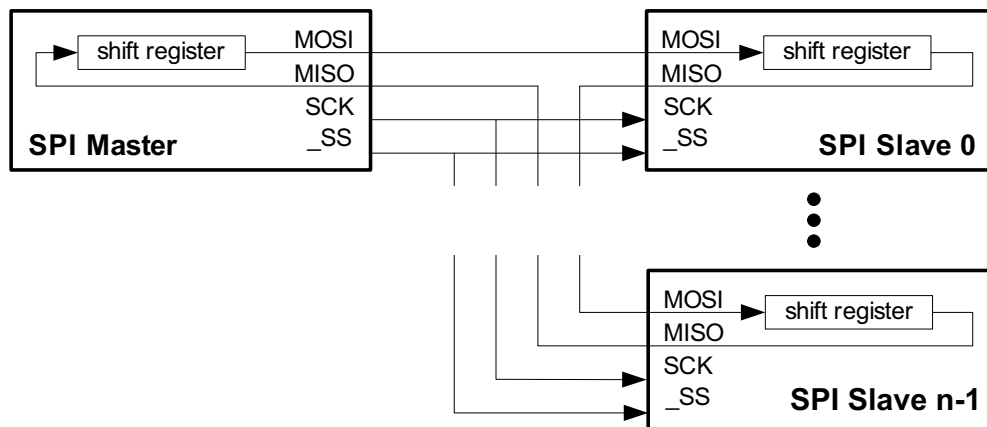 shift register
MOSI
MISO
SCK
_SS
SPI Master
MOSI
shift register
MISO
SCK
_SS
SPI Slave 0
MOSI
shift register
MISO
SCK
_SS
SPI Slave n-1